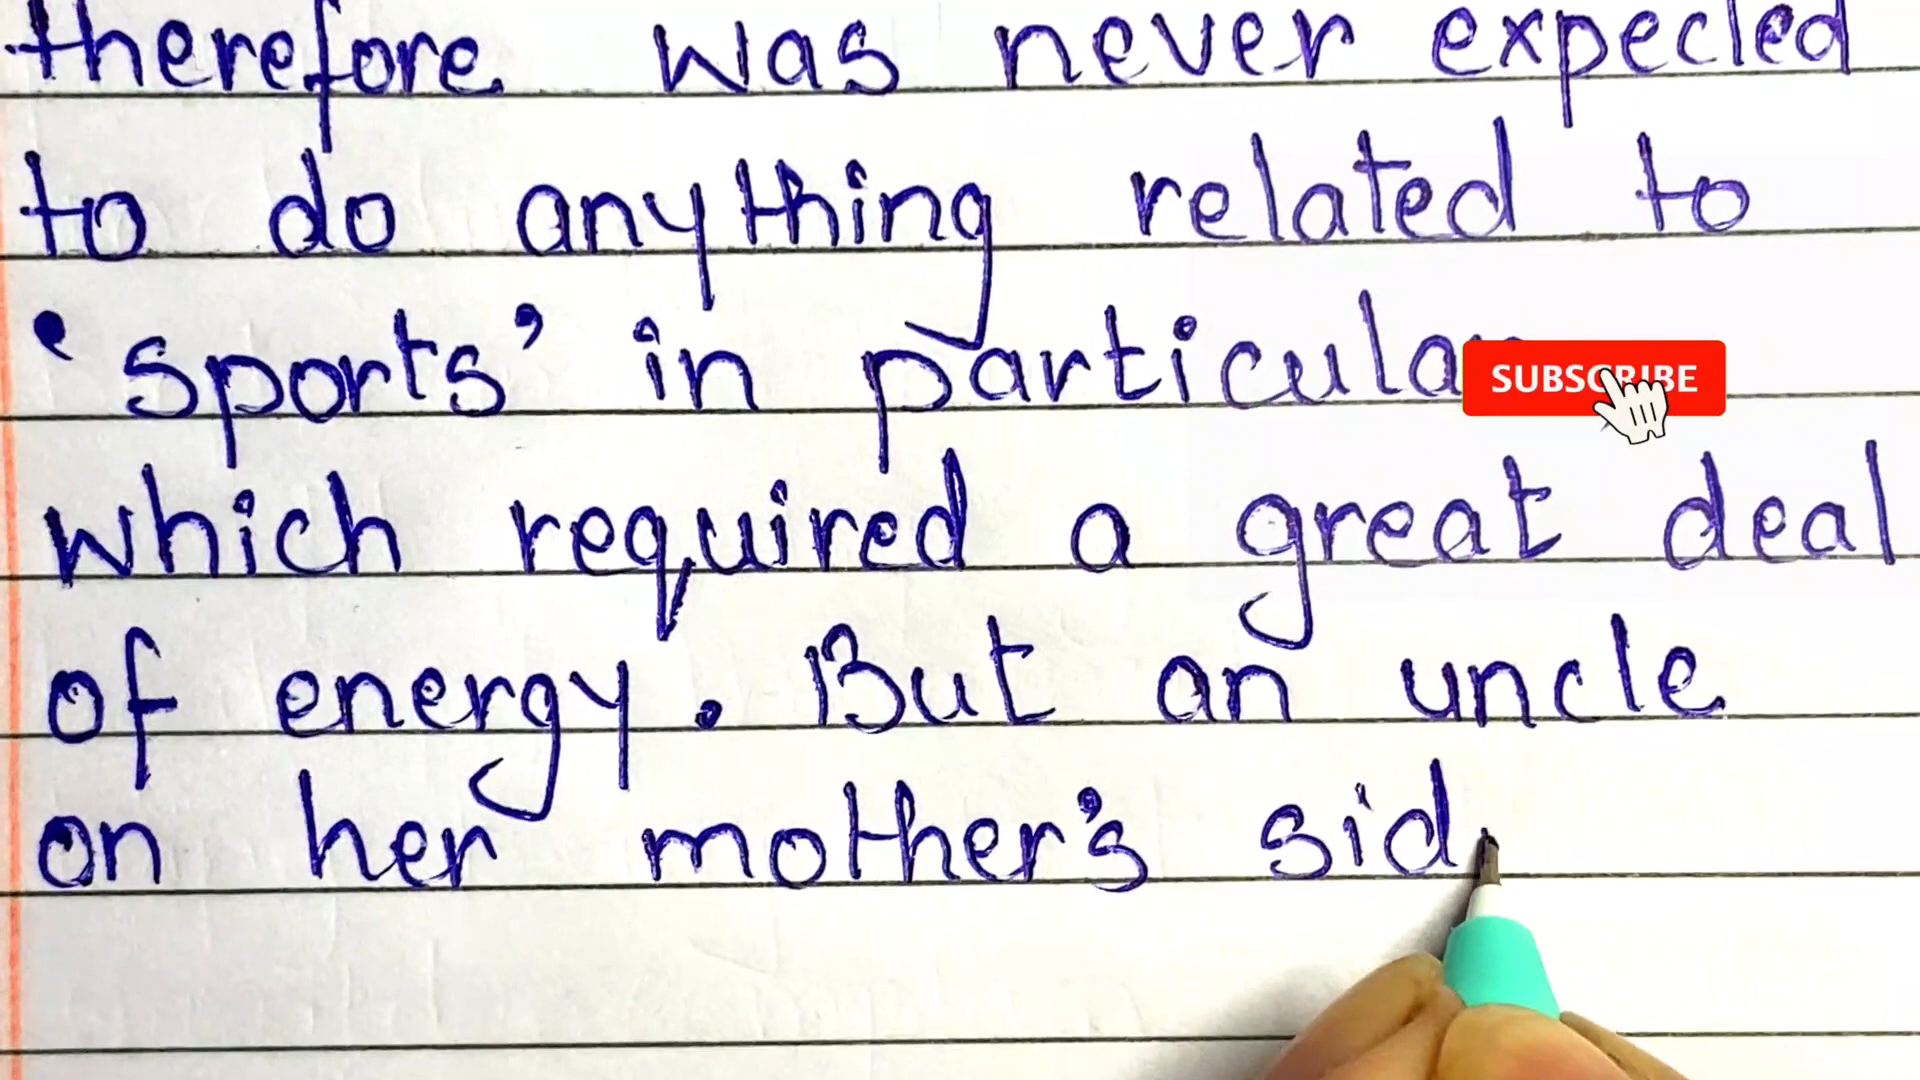 therefore was never expected
to do anything related to
‘sports’ in particular
SUBSCRIBE
which required a great deal
of energy. But an uncle
on her mother's sid